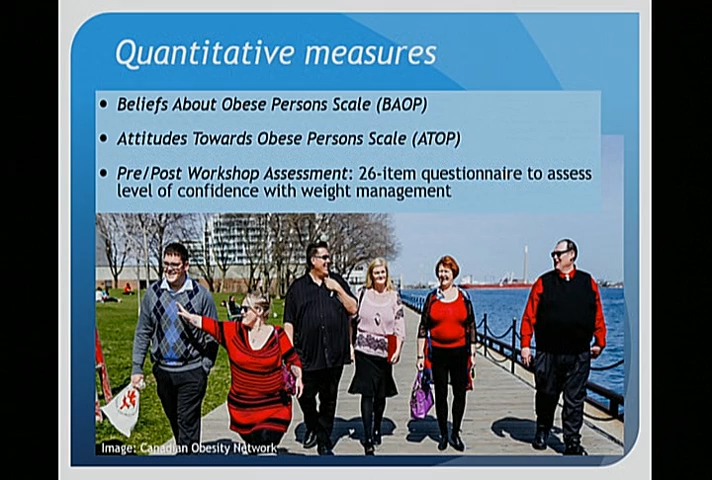 Quantitative measures
• Beliefs About Obese Persons Scale (BAOP)
• Attitudes Towards Obese Persons Scale (ATOP)
• Pre/Post Workshop Assessment: 26-item questionnaire to assess
level of confidence with weight management
Image: Canadian Obesity Network